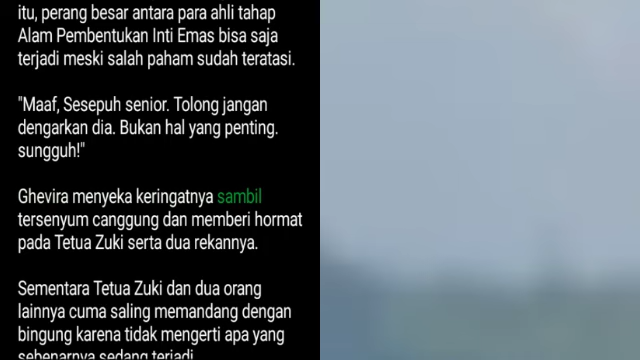 itu, perang besar antara para ahli tahap
Alam Pembentukan Inti Emas bisa saja
terjadi meski salah paham sudah teratasi.
"Maaf, Sesepuh senior. Tolong jangan
dengarkan dia. Bukan hal yang penting.
sungguh!"
Ghevira menyeka keringatnya sambil
tersenyum canggung dan memberi hormat
pada Tetua Zuki serta dua rekannya.
Sementara Tetua Zuki dan dua orang
lainnya cuma saling memandang dengan
bingung karena tidak mengerti apa yang
sebenarnya sedang terjadi